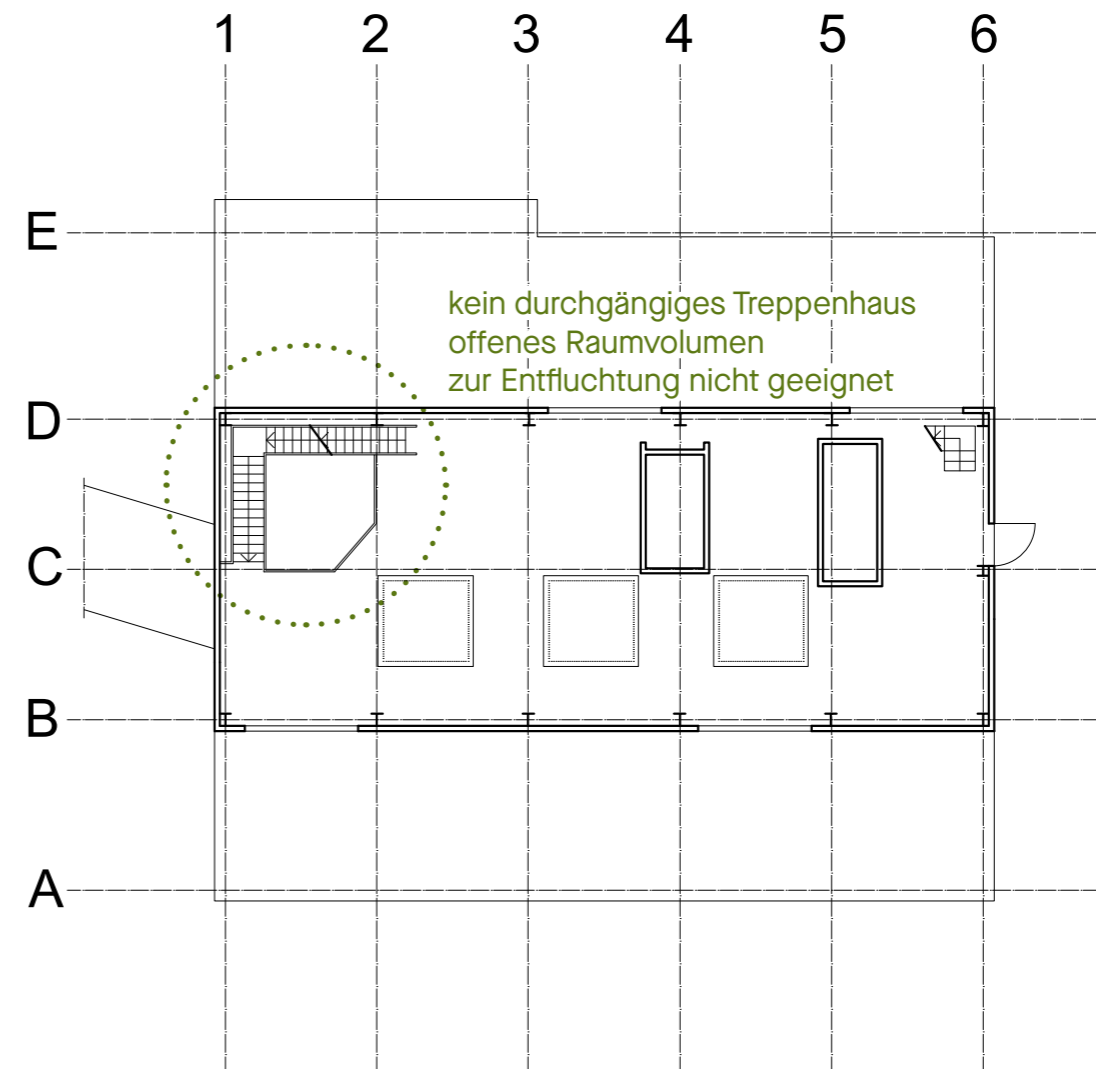 1 2 3 4 5 6
E
kein durchgängiges Treppenhaus
offenes Raumvolumen
zur Entfluchtung nicht geeignet
D
C
B
A